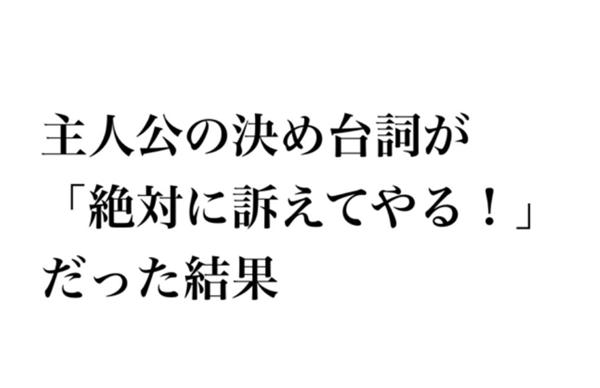 主人公の決め台詞が
「絶対に訴えてやる！」
だった結果